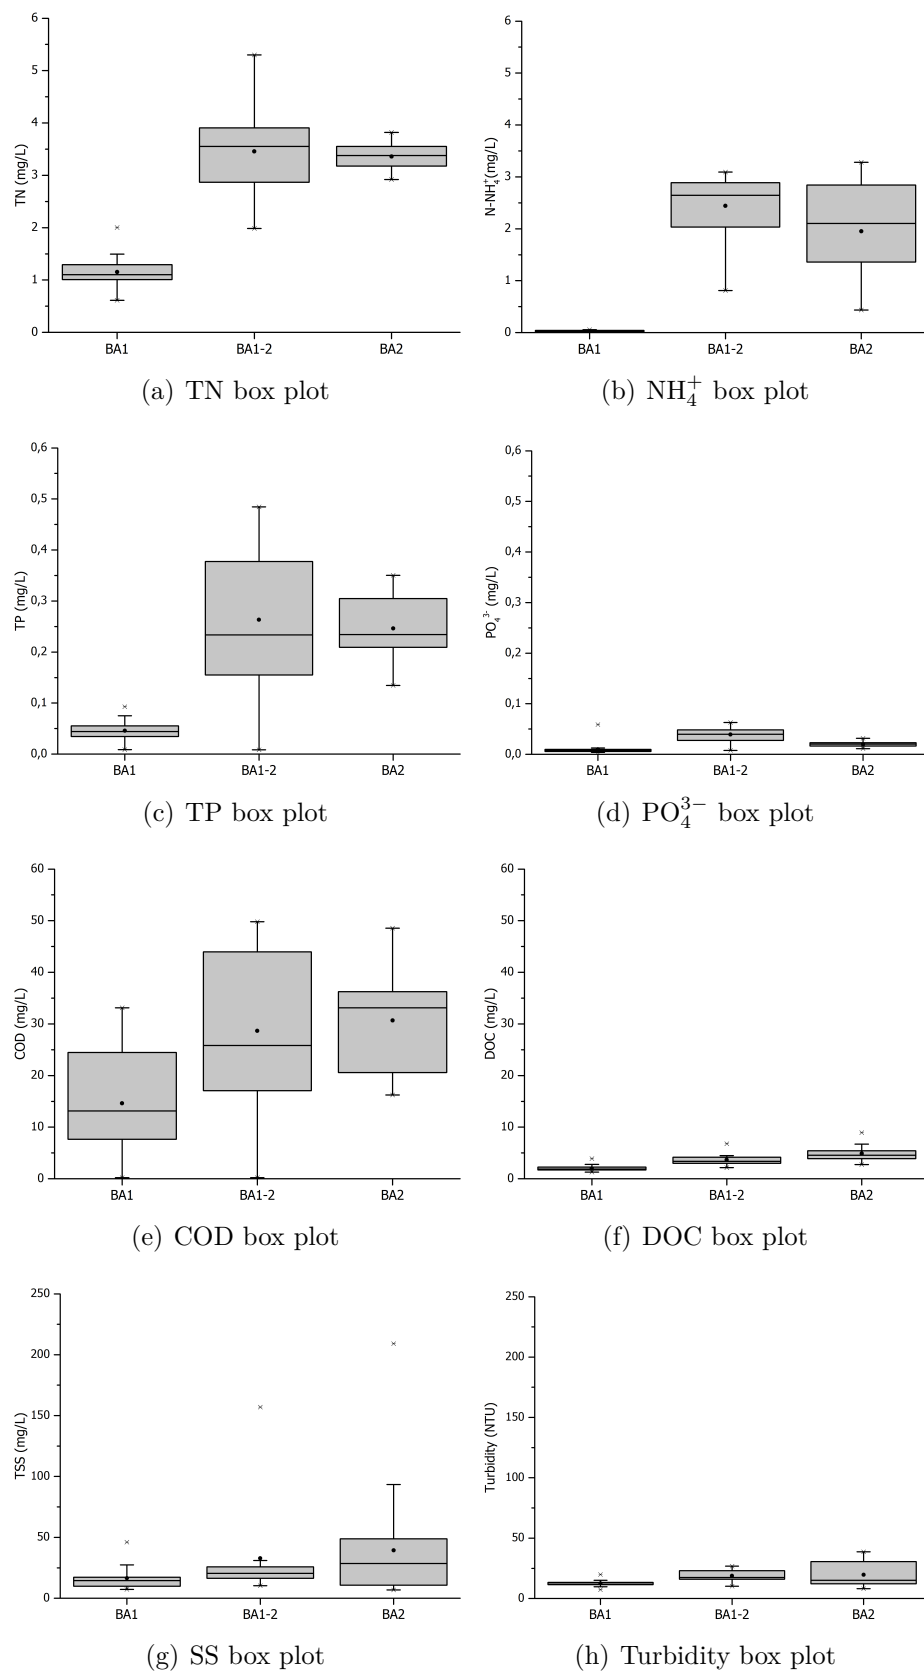 6
5
4
3
2
1
0
TN (mg/L)
BA1 BA1-2 BA2
(a) TN box plot
6
5
4
3
2
1
0
N-NH₄⁺(mg/L)
BA1 BA1-2 BA2
(b) NH₄⁺ box plot
0,6
0,5
0,4
0,3
0,2
0,1
0,0
TP (mg/L)
BA1 BA1-2 BA2
(c) TP box plot
0,6
0,5
0,4
0,3
0,2
0,1
0,0
PO₄³⁻ (mg/L)
BA1 BA1-2 BA2
(d) PO₄³⁻ box plot
60
50
40
30
20
10
0
COD (mg/L)
BA1 BA1-2 BA2
(e) COD box plot
60
50
40
30
20
10
0
DOC (mg/L)
BA1 BA1-2 BA2
(f) DOC box plot
250
200
150
100
50
0
TSS (mg/L)
BA1 BA1-2 BA2
(g) SS box plot
250
200
150
100
50
0
Turbidity (NTU)
BA1 BA1-2 BA2
(h) Turbidity box plot